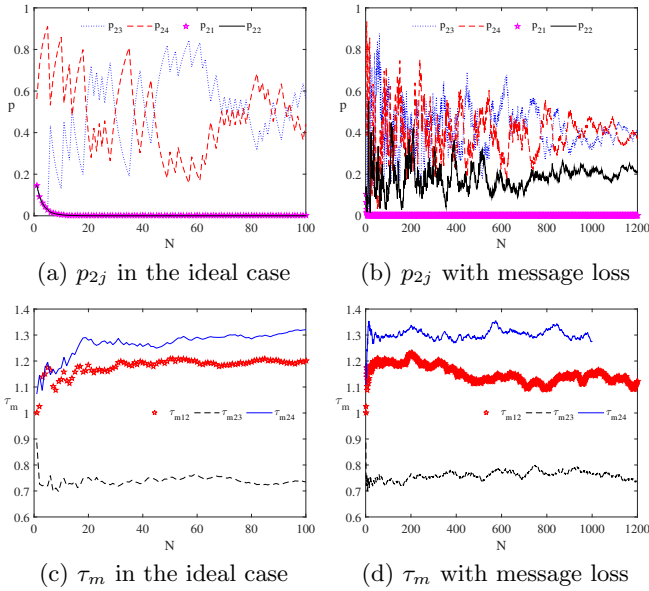 p23 p24 p21 p22
1
0.8
0.6
p
0.4
0.2
0
0 20 40 60 80 100
N
(a) p2j in the ideal case
p23 p24 p21 p22
1
0.8
0.6
p
0.4
0.2
0
0 200 400 600 800 1000 1200
N
(b) p2j with message loss
1.4
1.3
1.2
1.1
τm
1
τm12 τm23 τm24
0.9
0.8
0.7
0.6
0 20 40 60 80 100
N
(c) τm in the ideal case
1.4
1.3
1.2
1.1
τm
1
τm12 τm23 τm24
0.9
0.8
0.7
0.6
0 200 400 600 800 1000 1200
N
(d) τm with message loss